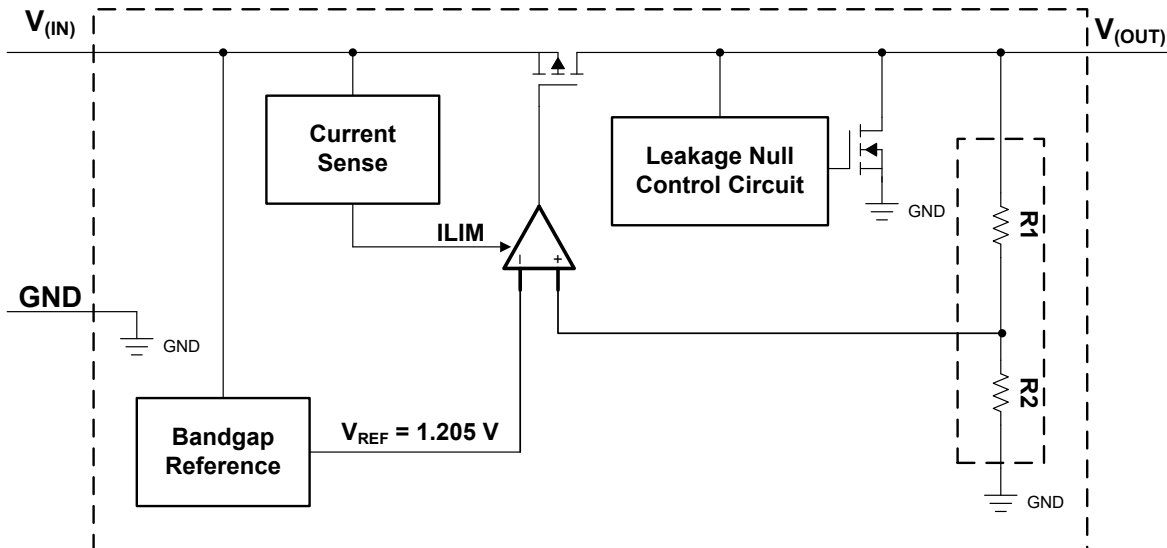 V(IN)
V(OUT)
Current
Sense
Leakage Null
Control Circuit
GND
R1
ILIM
- +
GND
GND
R2
Bandgap
Reference
VREF = 1.205 V
GND